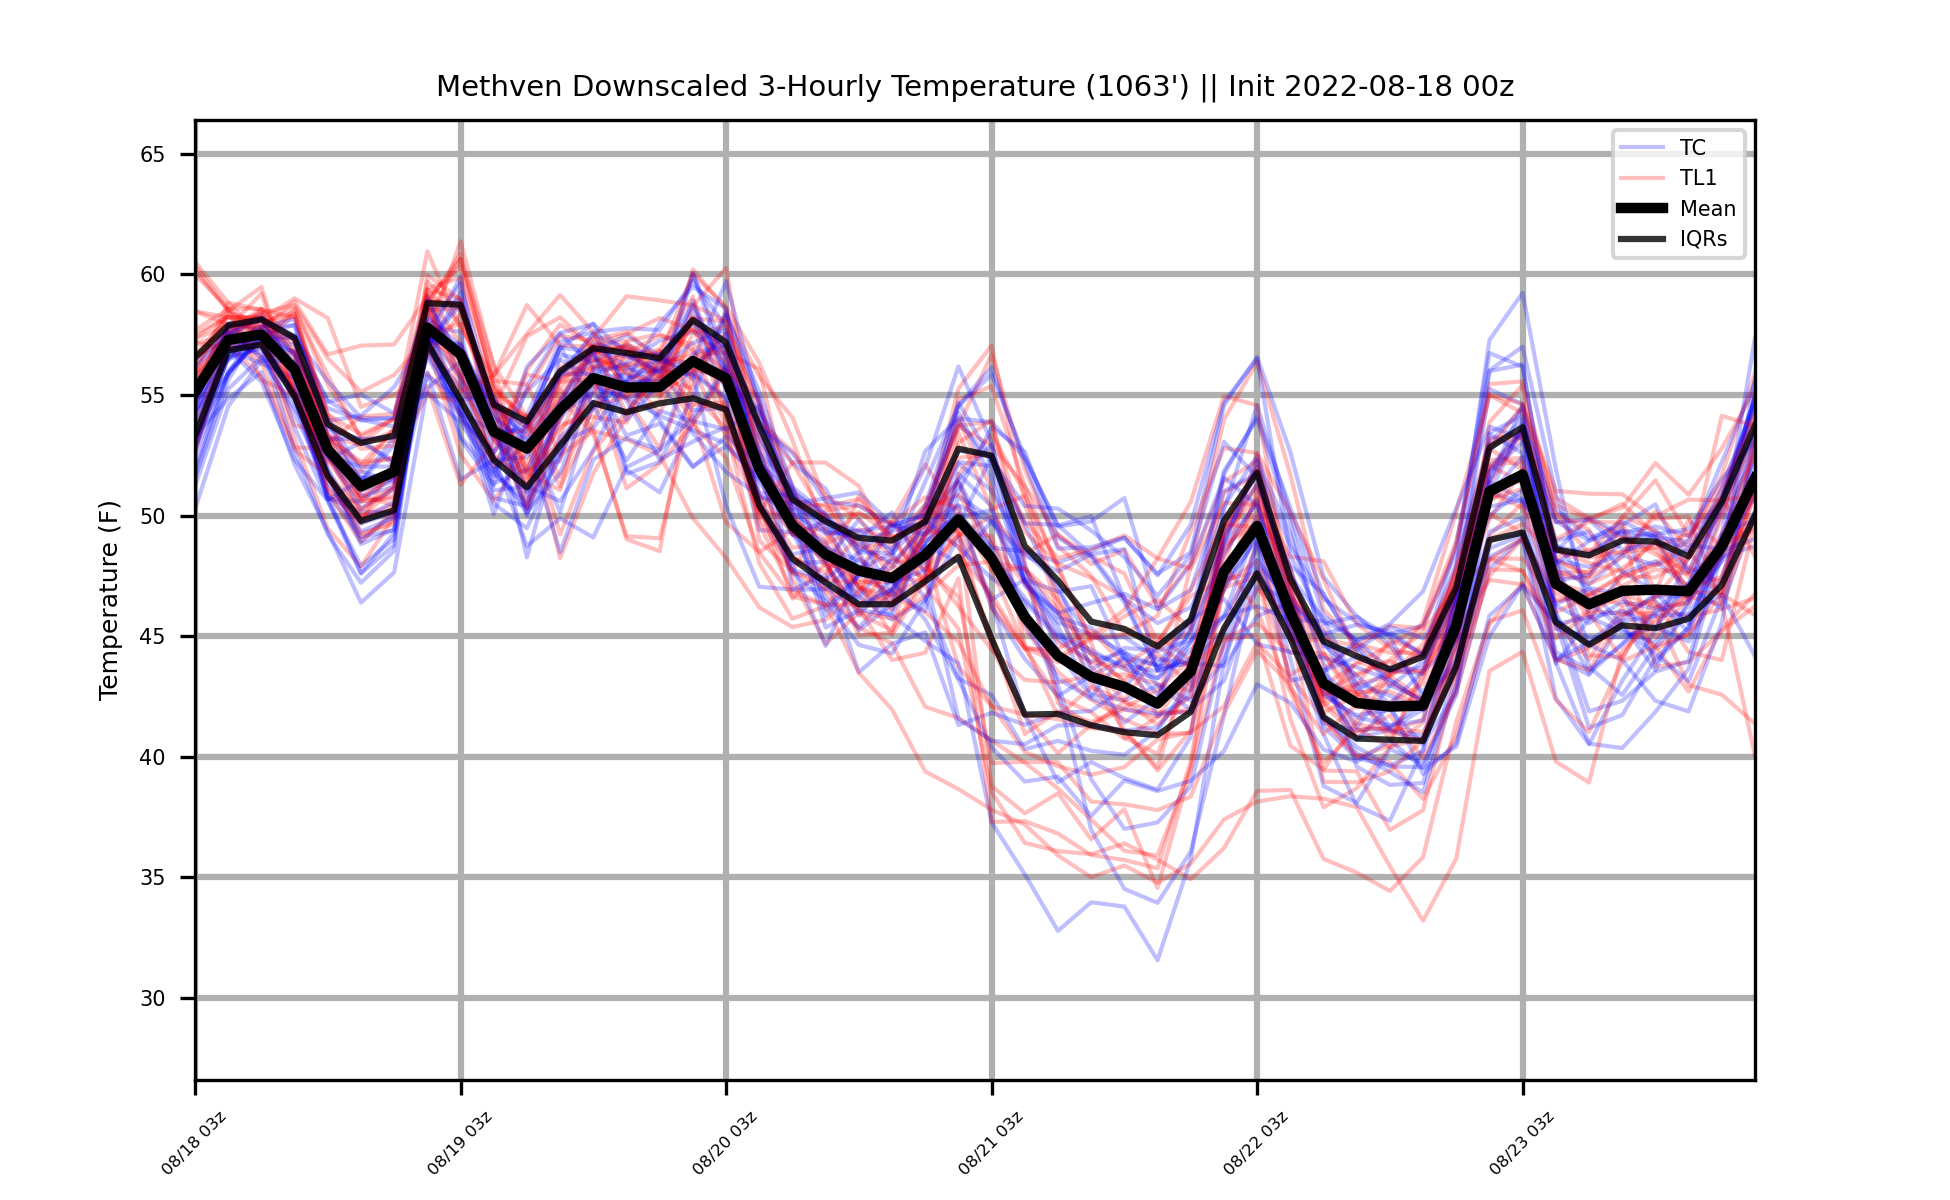 Methven Downscaled 3-Hourly Temperature (1063') || Init 2022-08-18 00z
TC
TL1
Mean
IQRs
Temperature (F)
65
60
55
50
45
40
35
30
08/18 03z
08/19 03z
08/20 03z
08/21 03z
08/22 03z
08/23 03z